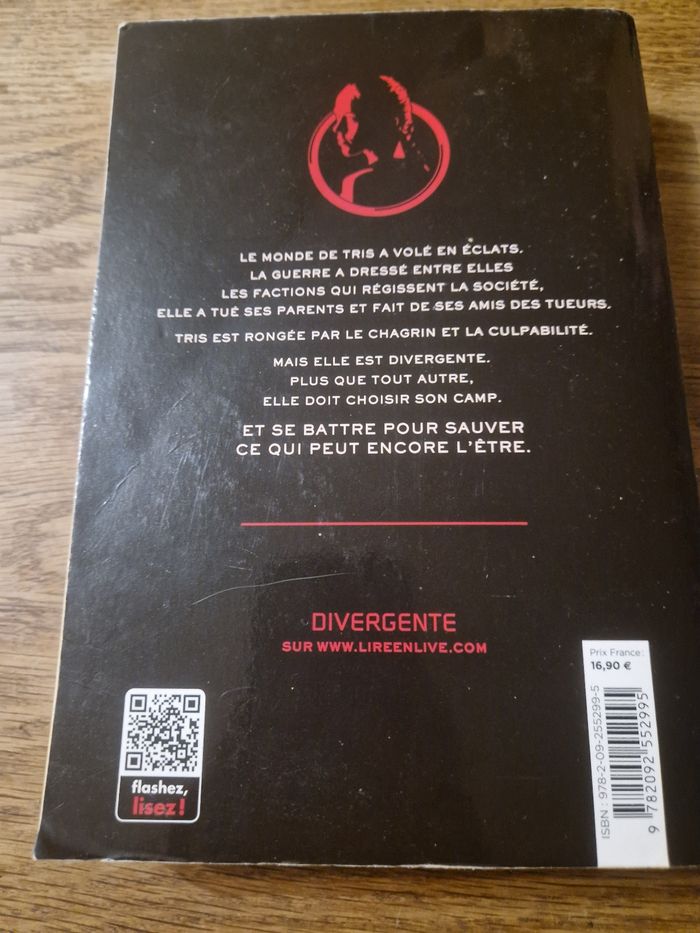 LE MONDE DE TRIS A VOLÉ EN ÉCLATS.
LA GUERRE A DRESSÉ ENTRE ELLES
LES FACTIONS QUI RÉGISSENT LA SOCIÉTÉ,
ELLE A TUÉ SES PARENTS ET FAIT DE SES AMIS DES TUEURS.
TRIS EST RONGÉE PAR LE CHAGRIN ET LA CULPABILITÉ.
MAIS ELLE EST DIVERGENTE.
PLUS QUE TOUT AUTRE,
ELLE DOIT CHOISIR SON CAMP.
ET SE BATTRE POUR SAUVER
CE QUI PEUT ENCORE L'ÊTRE.
DIVERGENTE
SUR WWW.LIREENLIVE.COM
flashez,
lisez!
Prix France:
16,90 €
ISBN : 978-2-09-255299-5
9 782092 552995